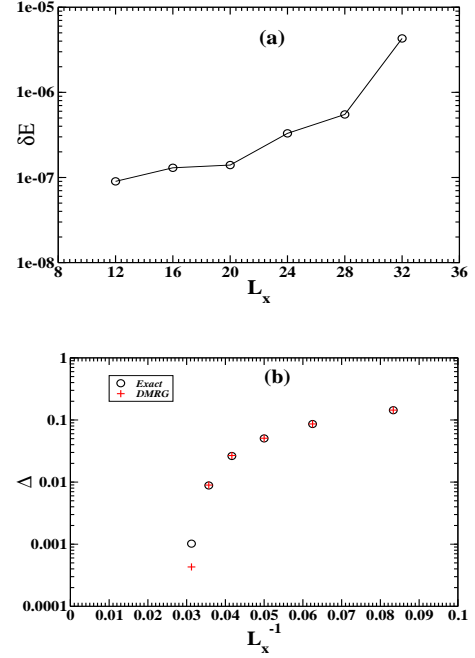 1e-05
(a)
1e-06
δE
1e-07
1e-08
8 12 16 20 24 28 32 36
L_x
1
(b)
Exact
DMRG
0.1
Δ
0.01
0.001
0.0001
0 0.01 0.02 0.03 0.04 0.05 0.06 0.07 0.08 0.09 0.1
L_x^-1